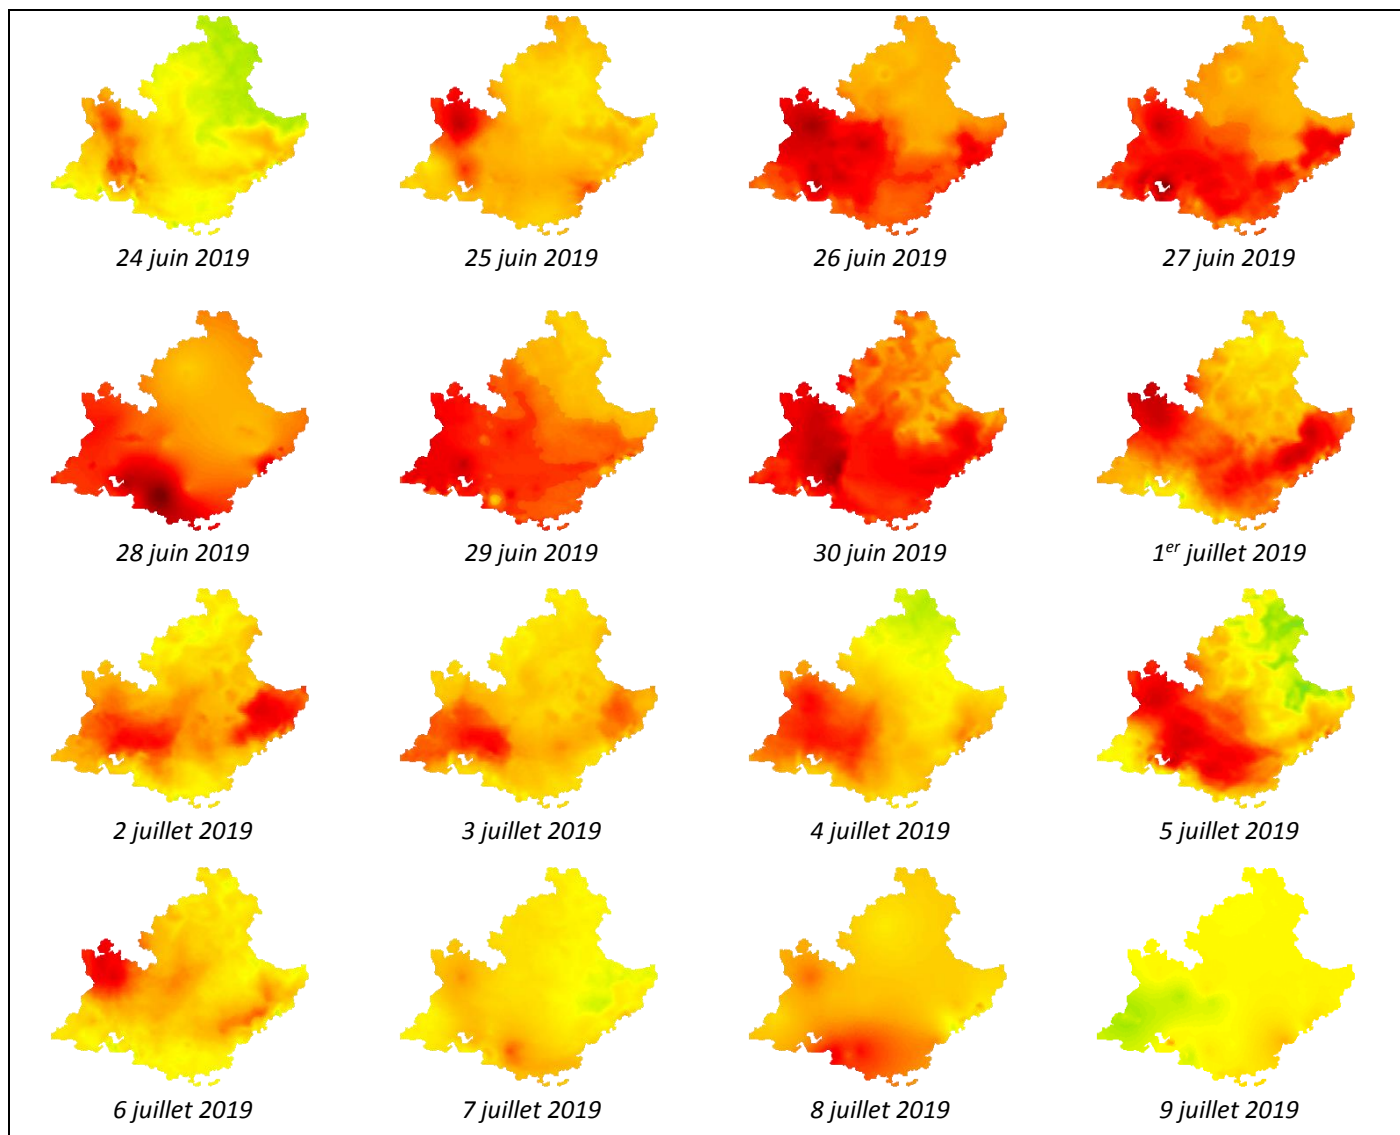 24 juin 2019
25 juin 2019
26 juin 2019
27 juin 2019
28 juin 2019
29 juin 2019
30 juin 2019
1er juillet 2019
2 juillet 2019
3 juillet 2019
4 juillet 2019
5 juillet 2019
6 juillet 2019
7 juillet 2019
8 juillet 2019
9 juillet 2019